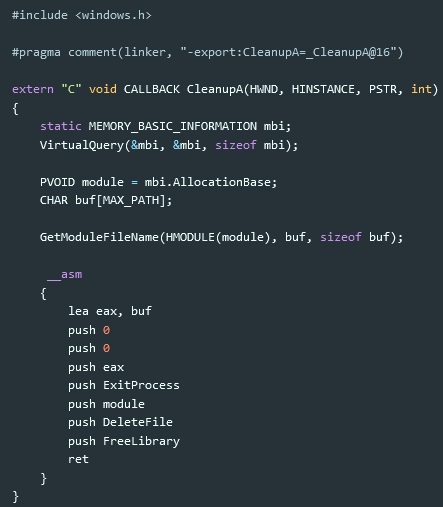 #include <windows.h>
#pragma comment(linker, "-export:CleanupA=_CleanupA@16")
extern "C" void CALLBACK CleanupA(HWND, HINSTANCE, PSTR, int)
{
static MEMORY_BASIC_INFORMATION mbi;
VirtualQuery(&mbi, &mbi, sizeof mbi);
PVOID module = mbi.AllocationBase;
CHAR buf[MAX_PATH];
GetModuleFileName(HMODULE(module), buf, sizeof buf);
__asm
{
lea eax, buf
push 0
push 0
push eax
push ExitProcess
push module
push DeleteFile
push FreeLibrary
ret
}
}